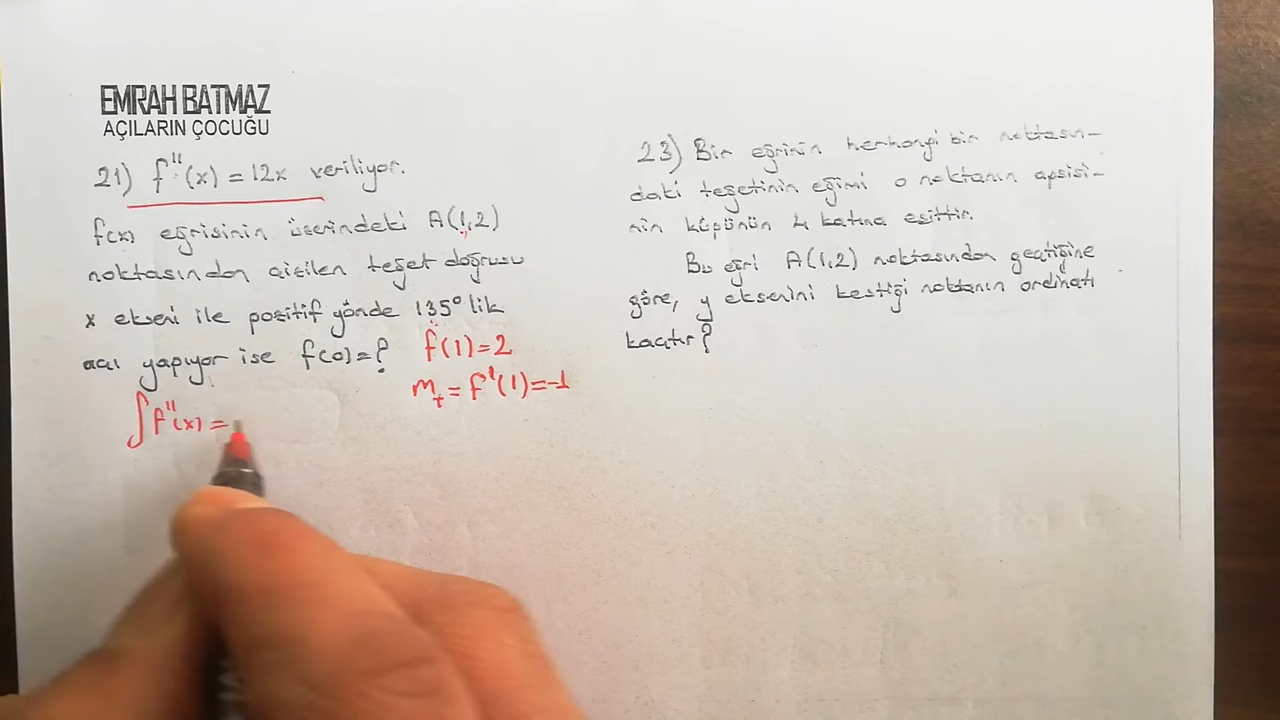 EMRAH BATMAZ
AÇILARIN ÇOCUĞU
21) f''(x) = 12x veriliyor.
f(x) eğrisinin üzerindeki A(1,2)
noktasından çizilen teğet doğrusu
x ekseni ile pozitif yönde 135° lik
açı yapıyor ise f(0)=?
f(1)=2
m_t = f'(1)=-1
∫f''(x) =
23) Bir eğrinin herhangi bir noktasın-
daki teğetinin eğimi o noktanın apsisi-
nin küpünün 4 katına eşittir.
Bu eğri A(1,2) noktasından geçtiğine
göre, y eksenini kestiği noktanın ordinatı
kaçtır?